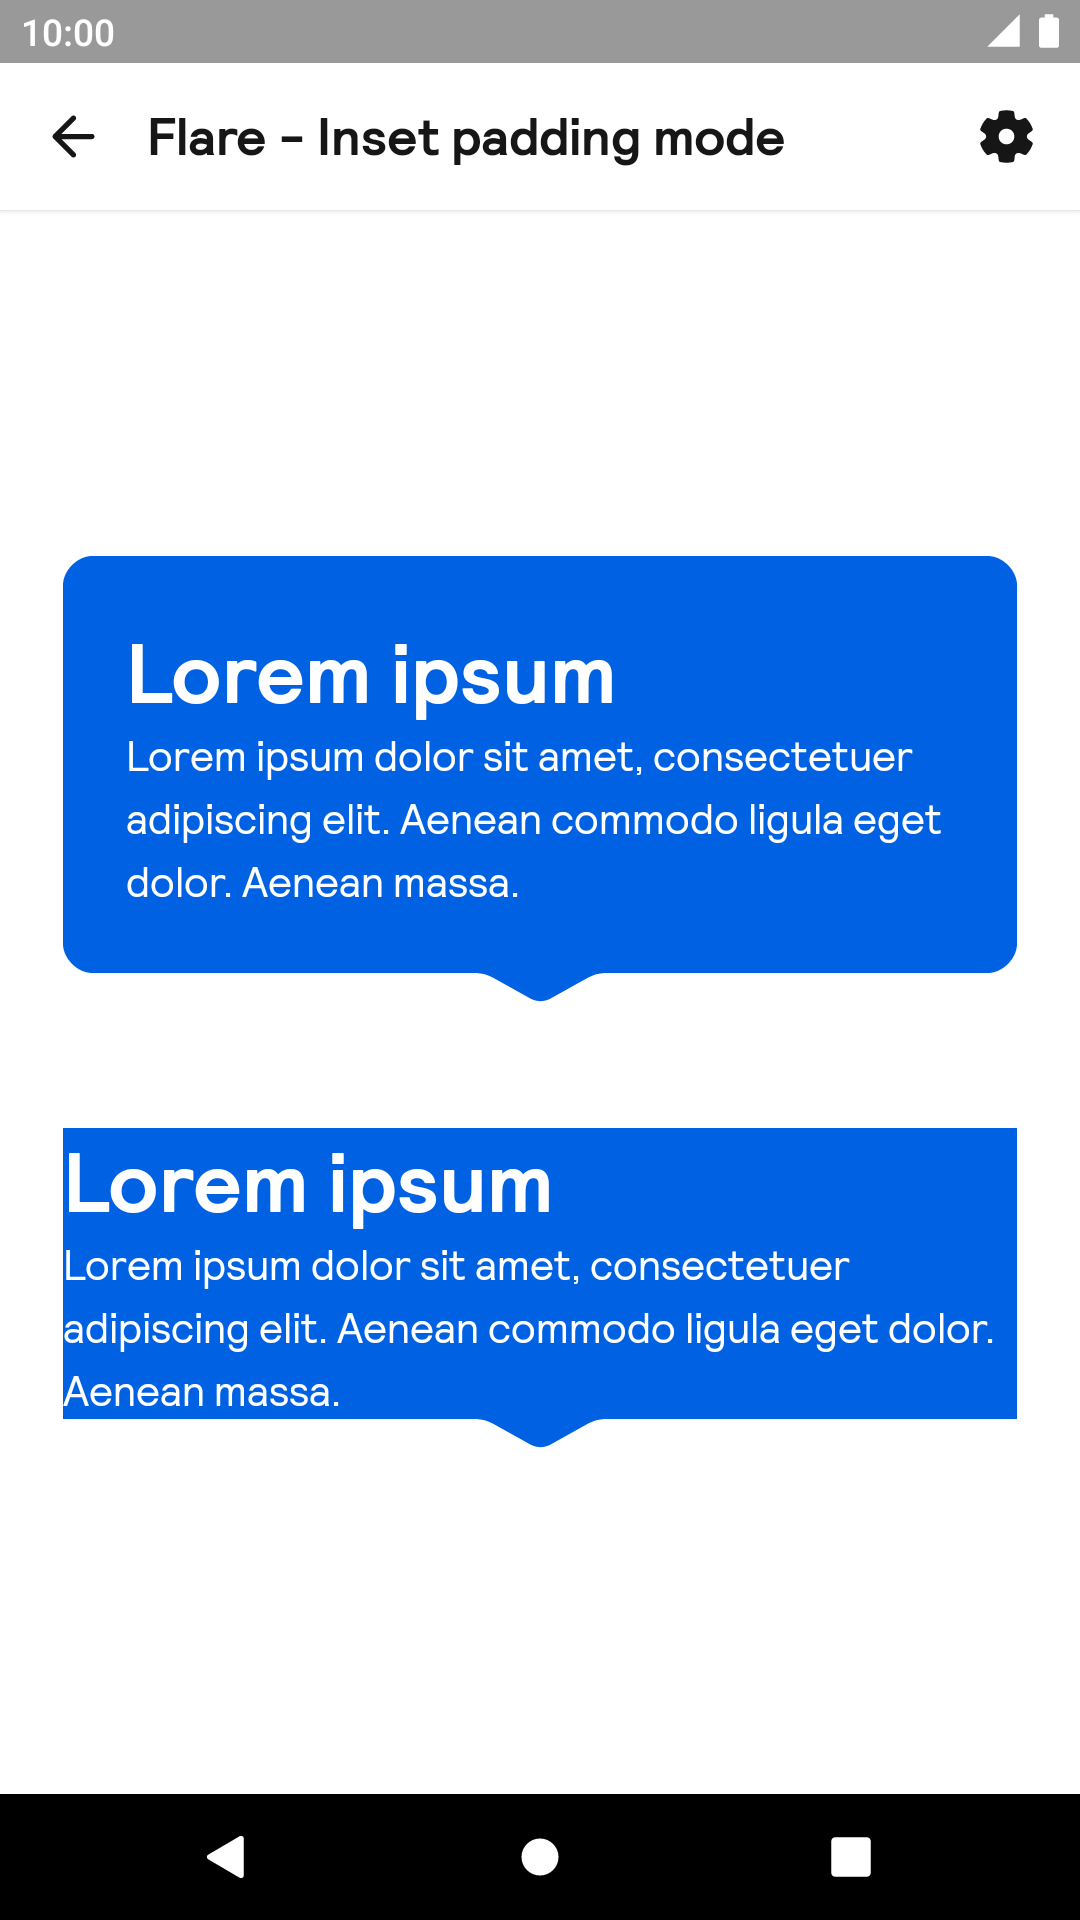 10:00
Flare - Inset padding mode
Lorem ipsum
Lorem ipsum dolor sit amet, consectetuer
adipiscing elit. Aenean commodo ligula eget
dolor. Aenean massa.
Lorem ipsum
Lorem ipsum dolor sit amet, consectetuer
adipiscing elit. Aenean commodo ligula eget dolor.
Aenean massa.